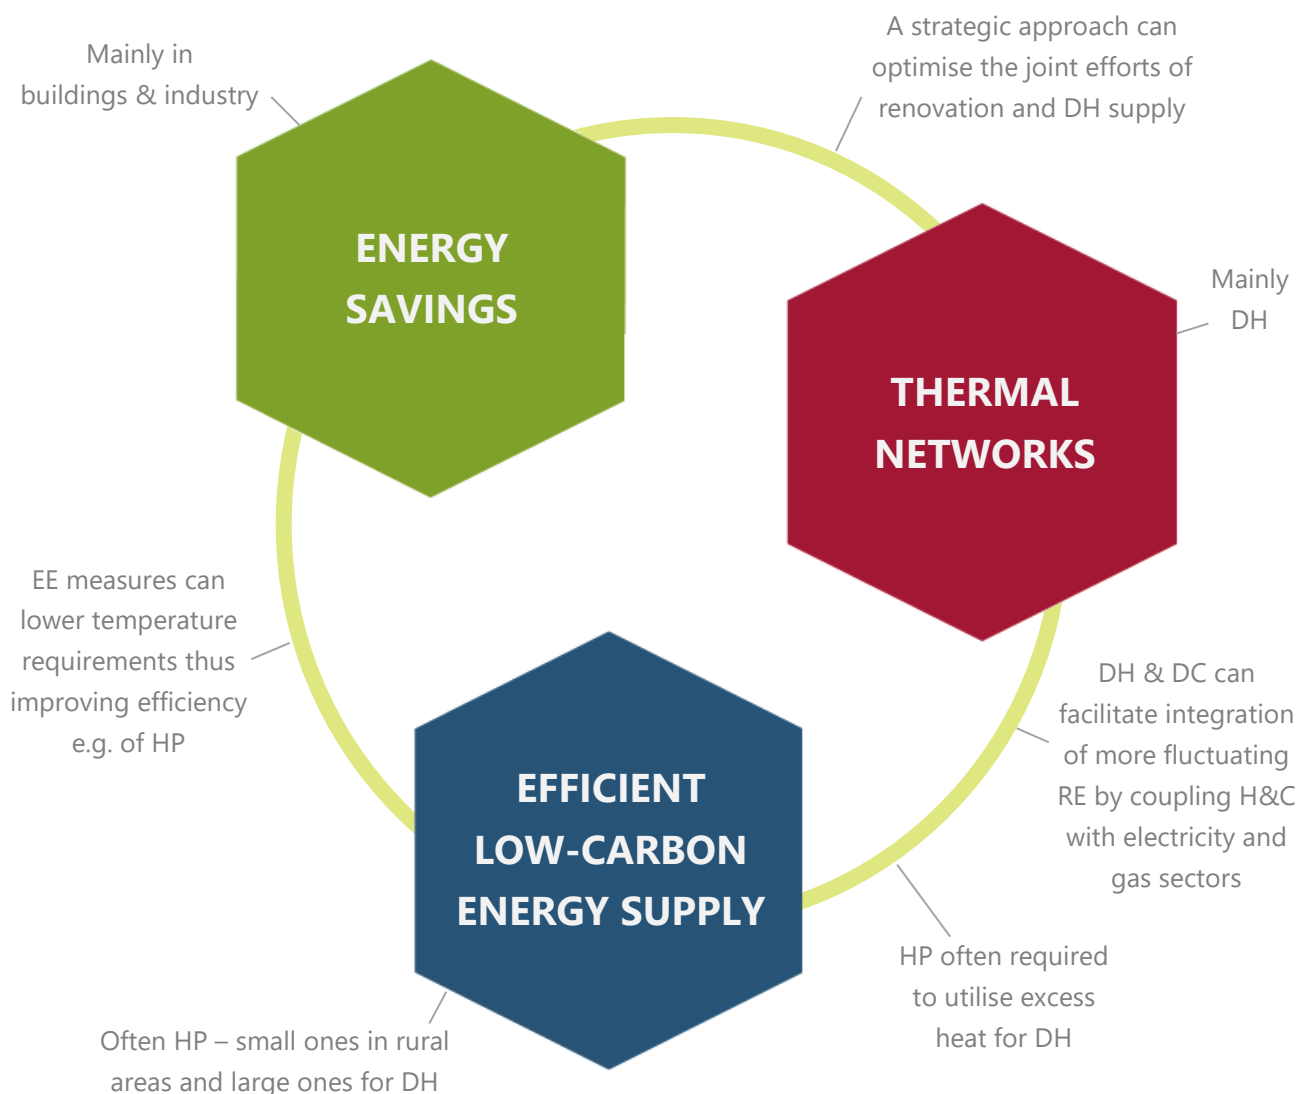 Mainly in
buildings & industry
A strategic approach can
optimise the joint efforts of
renovation and DH supply
ENERGY
SAVINGS
Mainly
DH
THERMAL
NETWORKS
EE measures can
lower temperature
requirements thus
improving efficiency
e.g. of HP
DH & DC can
facilitate integration
of more fluctuating
RE by coupling H&C
with electricity and
gas sectors
EFFICIENT
LOW-CARBON
ENERGY SUPPLY
HP often required
to utilise excess
heat for DH
Often HP – small ones in rural
areas and large ones for DH